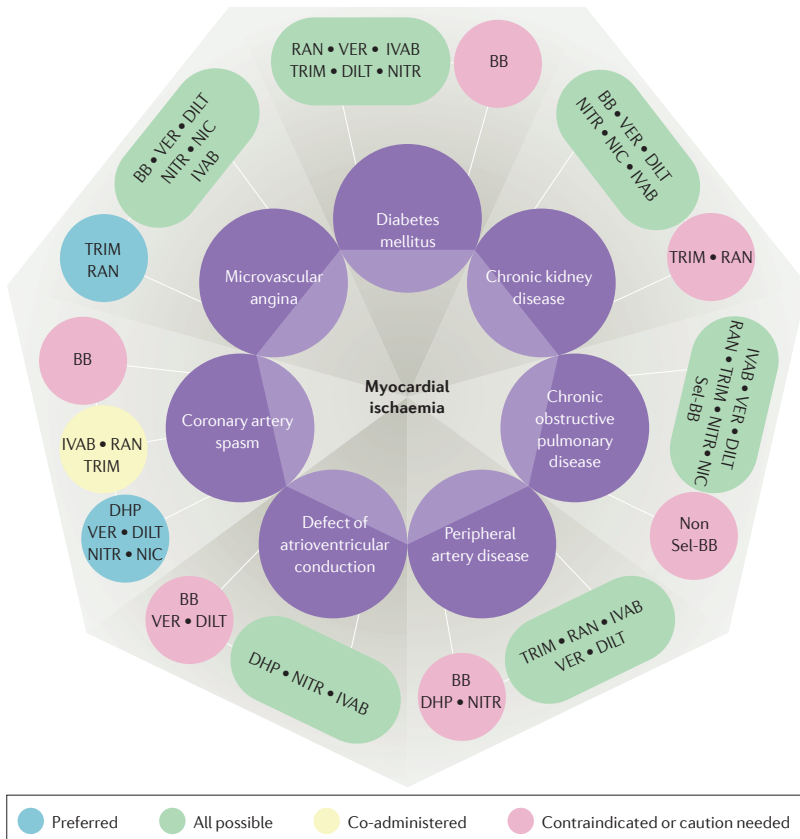 RAN • VER • IVAB
TRIM • DILT • NITR
BB
Diabetes
mellitus
BB • VER • DILT
NITR • NIC • IVAB
TRIM • RAN
Chronic kidney
disease
IVAB • VER • DILT
RAN • TRIM • NITR • NIC
Sel-BB
Non
Sel-BB
Chronic
obstructive
pulmonary
disease
TRIM • RAN • IVAB
VER • DILT
BB
DHP • NITR
Peripheral
artery disease
DHP • NITR • IVAB
BB
VER • DILT
Defect of
atrioventricular
conduction
DHP
VER • DILT
NITR • NIC
IVAB • RAN
TRIM
BB
Coronary artery
spasm
TRIM
RAN
BB • VER • DILT
NITR • NIC
IVAB
Microvascular
angina
Myocardial
ischaemia
Preferred
All possible
Co-administered
Contraindicated or caution needed